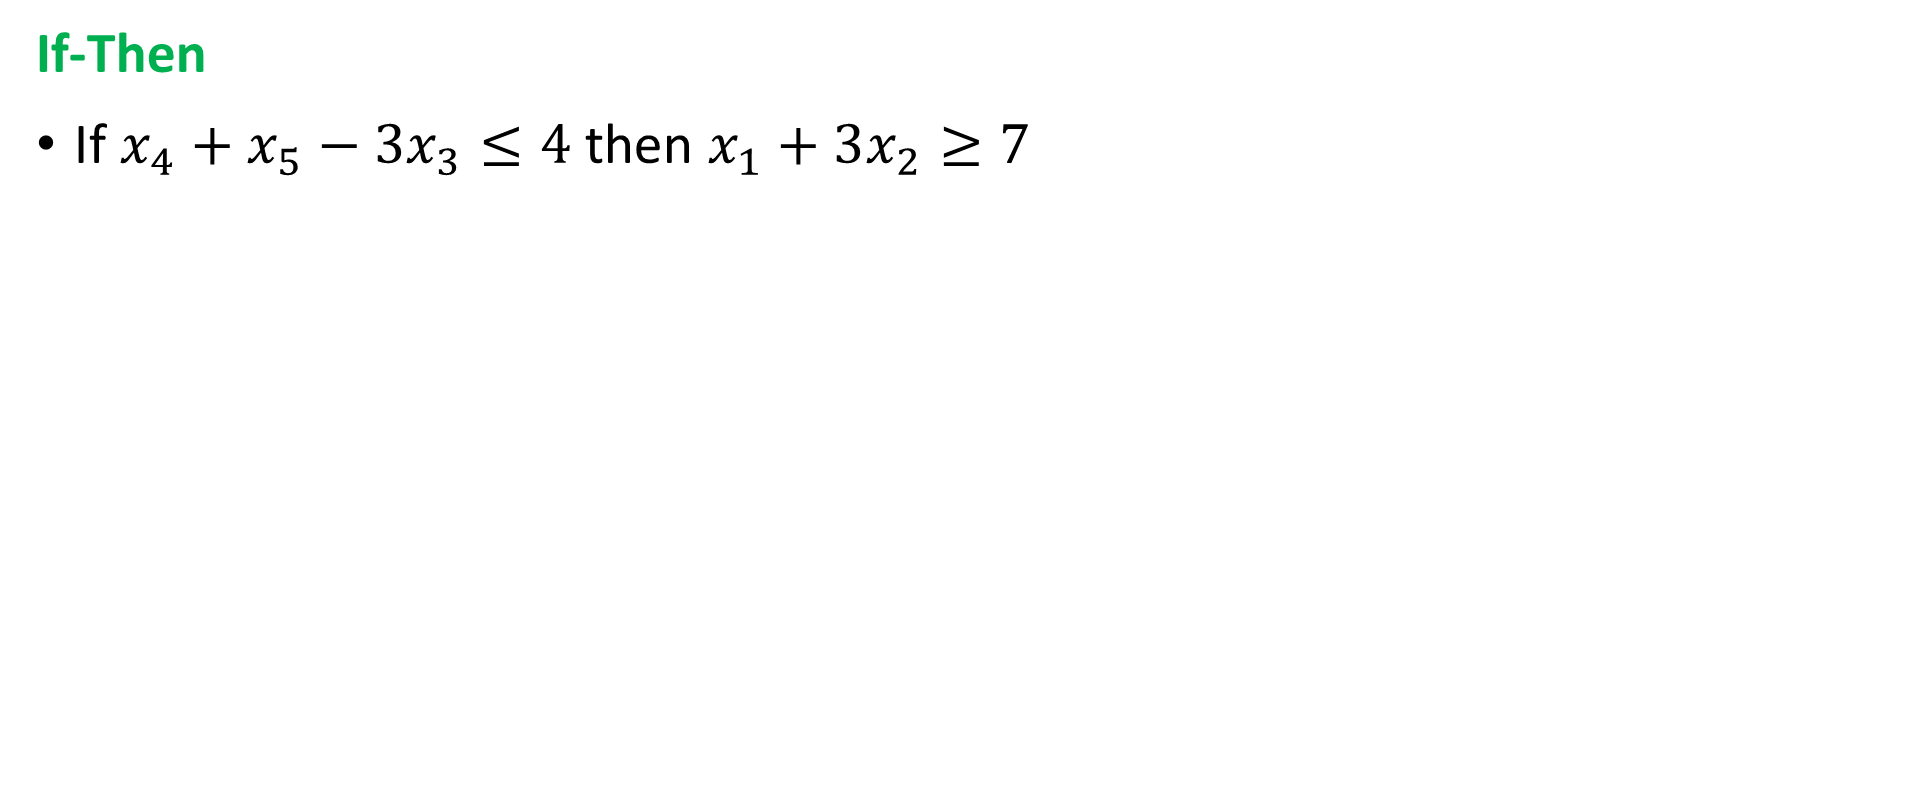 If-Then
• If x₄ + x₅ − 3x₃ ≤ 4 then x₁ + 3x₂ ≥ 7